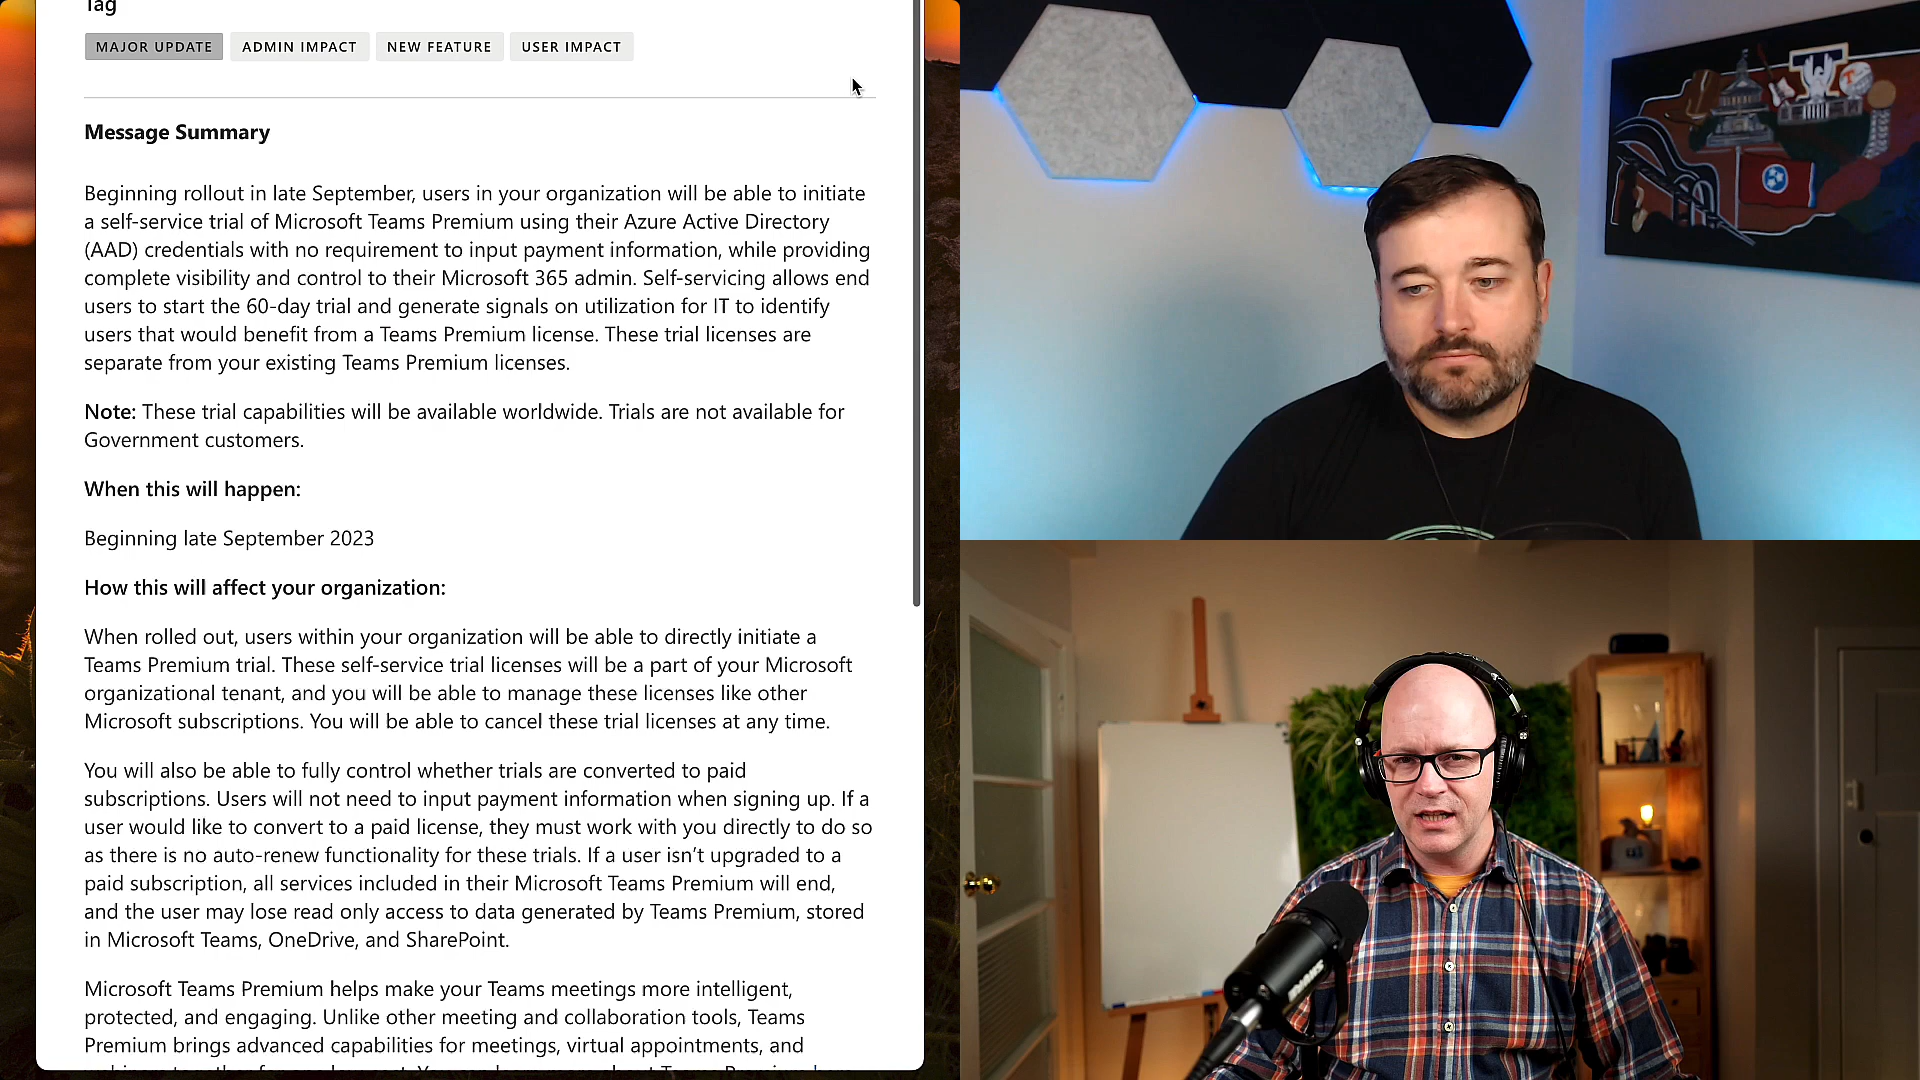 Tag
MAJOR UPDATE ADMIN IMPACT NEW FEATURE USER IMPACT
Message Summary
Beginning rollout in late September, users in your organization will be able to initiate
a self-service trial of Microsoft Teams Premium using their Azure Active Directory
(AAD) credentials with no requirement to input payment information, while providing
complete visibility and control to their Microsoft 365 admin. Self-servicing allows end
users to start the 60-day trial and generate signals on utilization for IT to identify
users that would benefit from a Teams Premium license. These trial licenses are
separate from your existing Teams Premium licenses.
Note: These trial capabilities will be available worldwide. Trials are not available for
Government customers.
When this will happen:
Beginning late September 2023
How this will affect your organization:
When rolled out, users within your organization will be able to directly initiate a
Teams Premium trial. These self-service trial licenses will be a part of your Microsoft
organizational tenant, and you will be able to manage these licenses like other
Microsoft subscriptions. You will be able to cancel these trial licenses at any time.
You will also be able to fully control whether trials are converted to paid
subscriptions. Users will not need to input payment information when signing up. If a
user would like to convert to a paid license, they must work with you directly to do so
as there is no auto-renew functionality for these trials. If a user isn’t upgraded to a
paid subscription, all services included in their Microsoft Teams Premium will end,
and the user may lose read only access to data generated by Teams Premium, stored
in Microsoft Teams, OneDrive, and SharePoint.
Microsoft Teams Premium helps make your Teams meetings more intelligent,
protected, and engaging. Unlike other meeting and collaboration tools, Teams
Premium brings advanced capabilities for meetings, virtual appointments, and